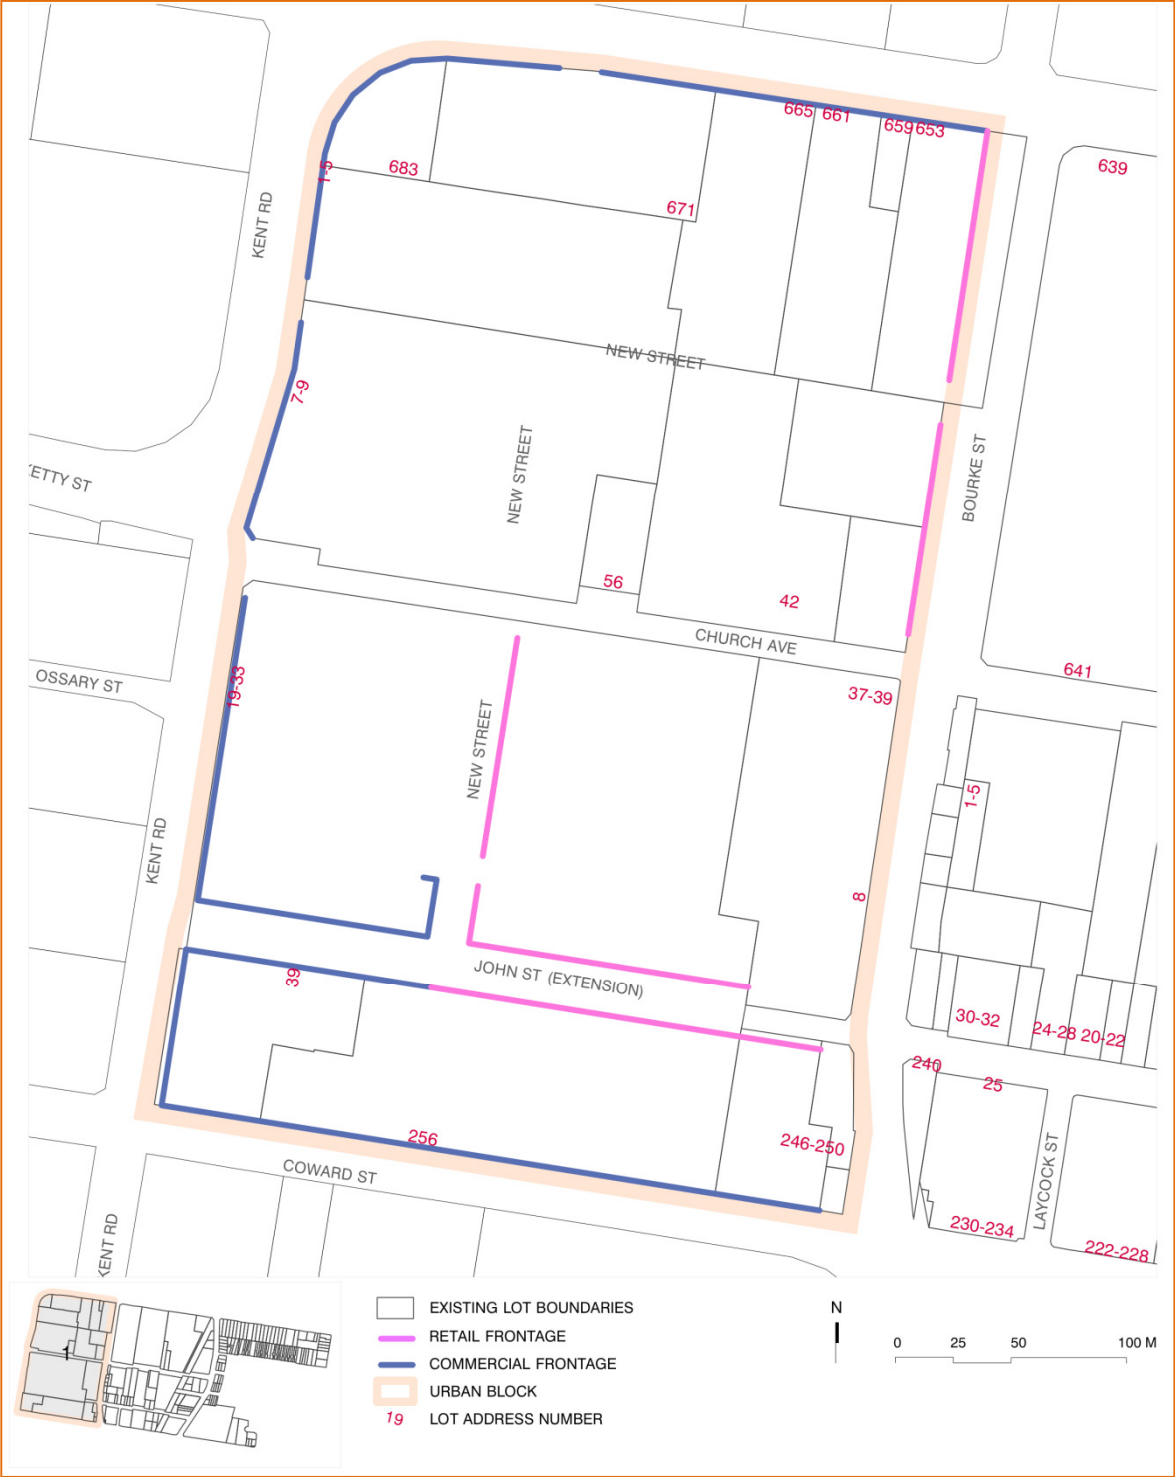 665 661
659 653
639
1-5
683
671
KENT RD
NEW STREET
7-9
NEW STREET
BOURKE ST
ETTY ST
56
42
CHURCH AVE
641
OSSARY ST
19-33
37-39
NEW STREET
1-5
KENT RD
8
39
JOHN ST (EXTENSION)
30-32
24-28 20-22
240
25
256
246-250
COWARD ST
LAYCOCK ST
230-234
222-228
KENT RD
1
EXISTING LOT BOUNDARIES
RETAIL FRONTAGE
COMMERCIAL FRONTAGE
URBAN BLOCK
19 LOT ADDRESS NUMBER
N
0 25 50 100 M